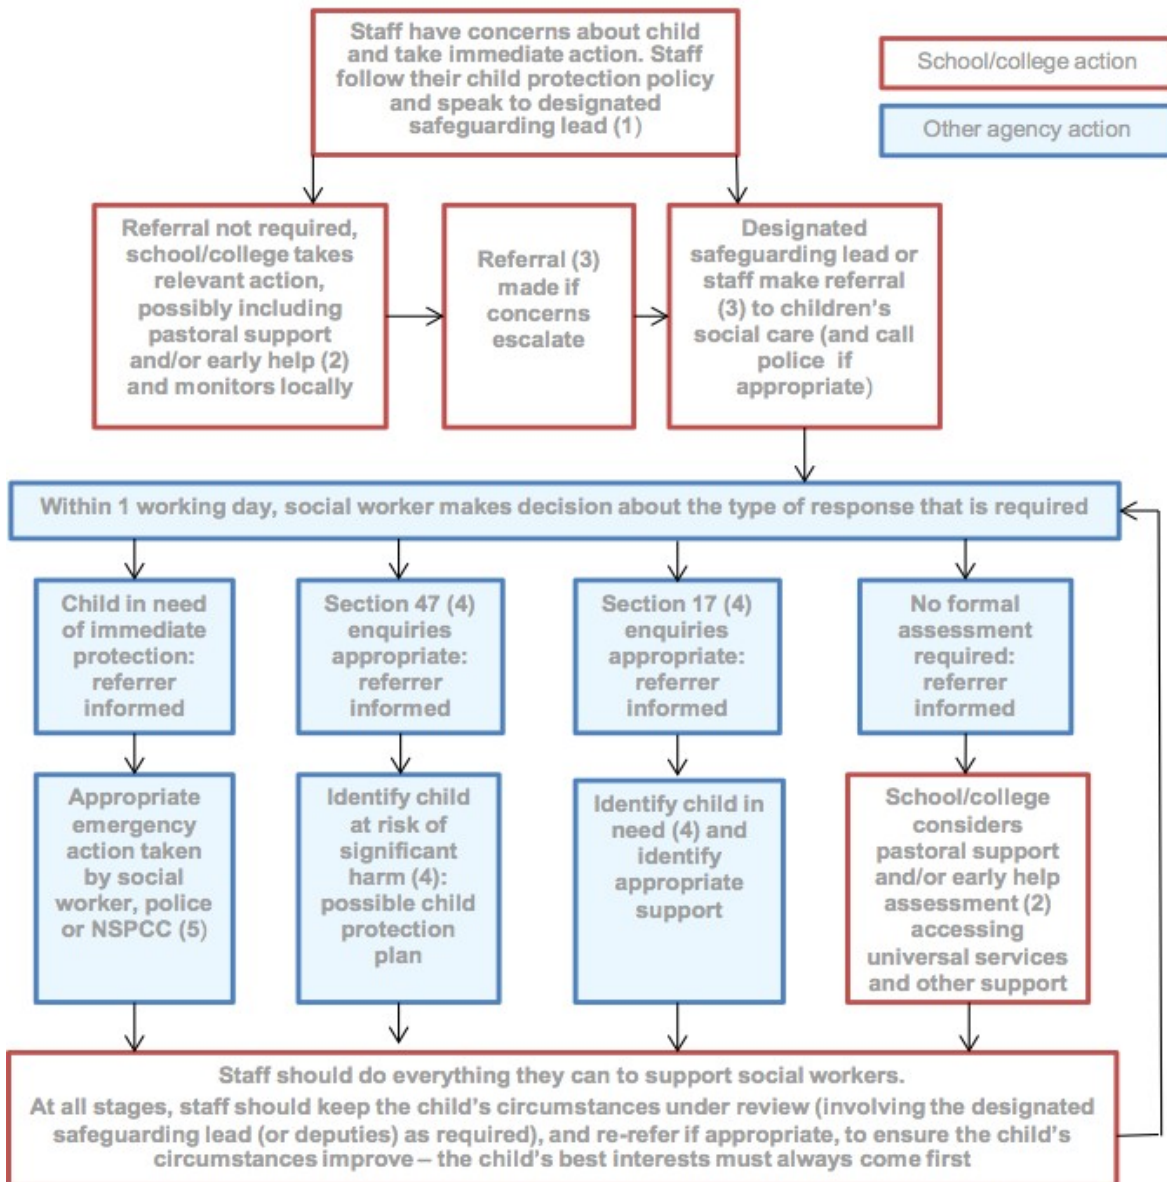 Staff have concerns about child
and take immediate action. Staff
follow their child protection policy
and speak to designated
safeguarding lead (1)
School/college action
Other agency action
Referral not required,
school/college takes
relevant action,
possibly including
pastoral support
and/or early help (2)
and monitors locally
Referral (3)
made if
concerns
escalate
Designated
safeguarding lead or
staff make referral
(3) to children's
social care (and call
police if
appropriate)
Within 1 working day, social worker makes decision about the type of response that is required
Child in need
of immediate
protection:
referrer
informed
Section 47 (4)
enquiries
appropriate:
referrer
informed
Section 17 (4)
enquiries
appropriate:
referrer
informed
No formal
assessment
required:
referrer
informed
Appropriate
emergency
action taken
by social
worker, police
or NSPCC (5)
Identify child
at risk of
significant
harm (4):
possible child
protection
plan
Identify child in
need (4) and
identify
appropriate
support
School/college
considers
pastoral support
and/or early help
assessment (2)
accessing
universal services
and other support
Staff should do everything they can to support social workers.
At all stages, staff should keep the child's circumstances under review (involving the designated
safeguarding lead (or deputies) as required), and re-refer if appropriate, to ensure the child's
circumstances improve – the child's best interests must always come first